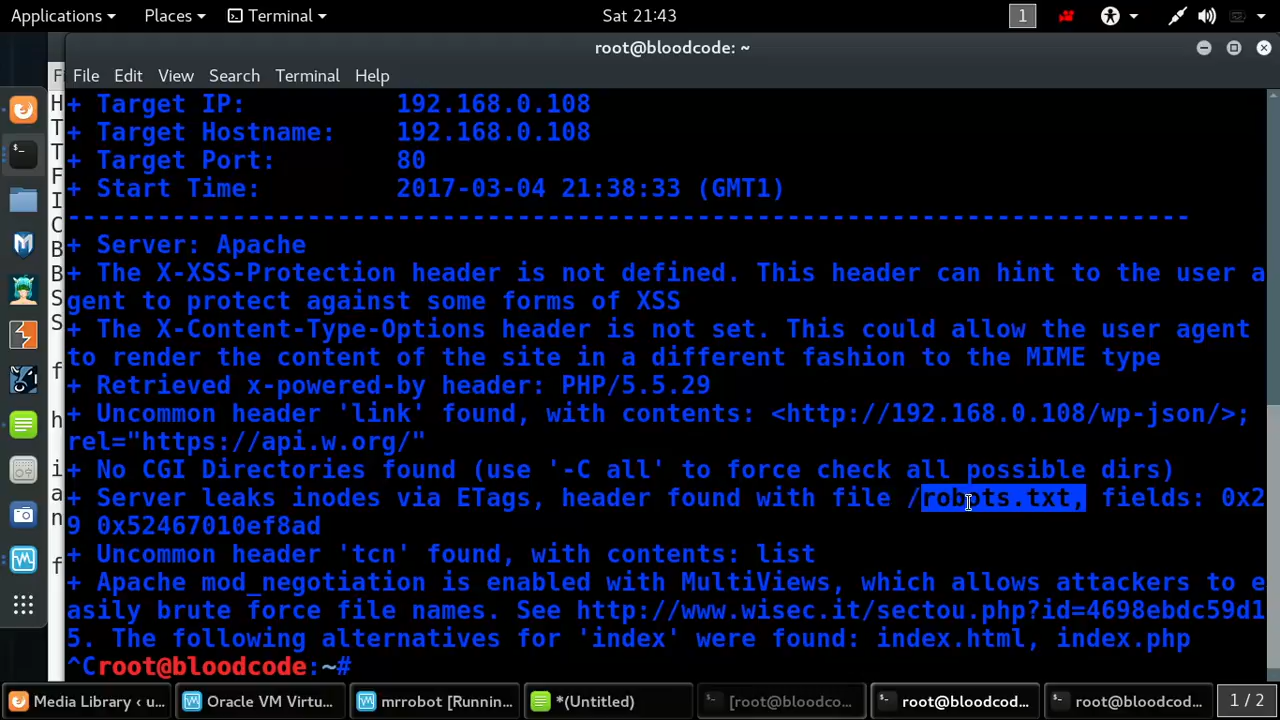 Applications Places Terminal Sat 21:43 1
root@bloodcode: ~
Fi File Edit View Search Terminal Help
+ Target IP: 192.168.0.108
+ Target Hostname: 192.168.0.108
+ Target Port: 80
+ Start Time: 2017-03-04 21:38:33 (GMT1)
---------------------------------------------------------------------------
+ Server: Apache
+ The X-XSS-Protection header is not defined. This header can hint to the user a
gent to protect against some forms of XSS
+ The X-Content-Type-Options header is not set. This could allow the user agent
to render the content of the site in a different fashion to the MIME type
+ Retrieved x-powered-by header: PHP/5.5.29
+ Uncommon header 'link' found, with contents: <http://192.168.0.108/wp-json/>;
rel="https://api.w.org/"
+ No CGI Directories found (use '-C all' to force check all possible dirs)
+ Server leaks inodes via ETags, header found with file /robots.txt, fields: 0x2
9 0x52467010ef8ad
+ Uncommon header 'tcn' found, with contents: list
+ Apache mod_negotiation is enabled with MultiViews, which allows attackers to e
asily brute force file names. See http://www.wisec.it/sectou.php?id=4698ebdc59d1
5. The following alternatives for 'index' were found: index.html, index.php
^Croot@bloodcode:~#
Media Library ‹ u... Oracle VM Virtu... mrrobot [Running... *(Untitled) [root@bloodco... root@bloodcod... root@bloodcod... 1 / 2